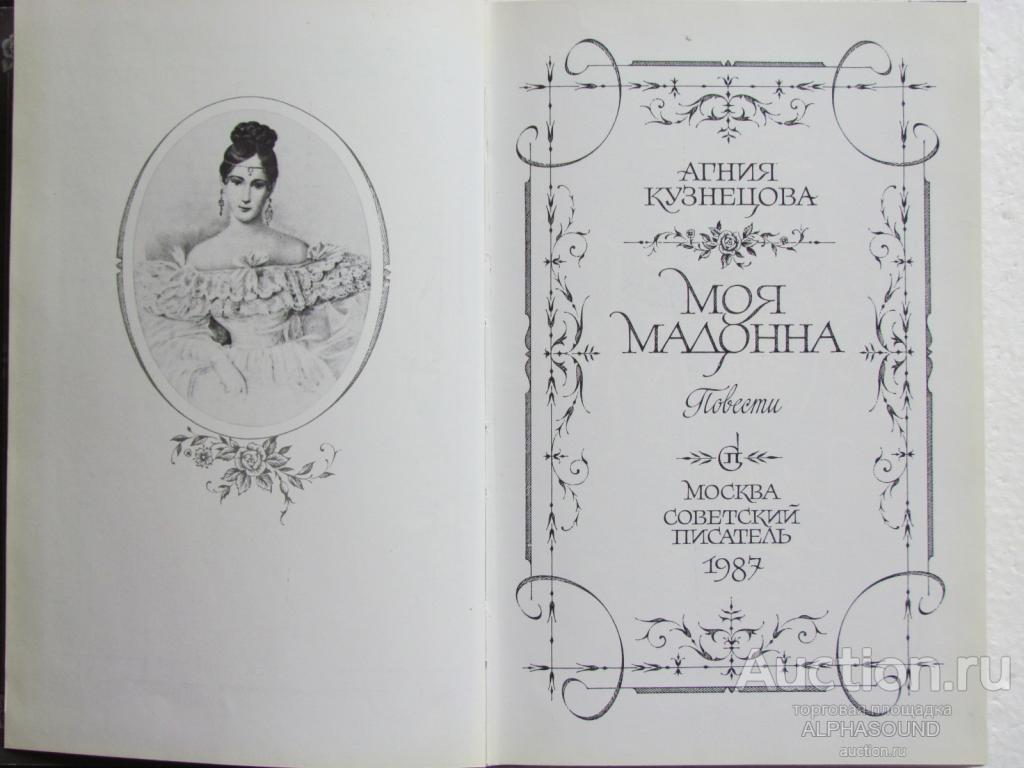 АГНИЯ
КУЗНЕЦОВА
МОЯ
МАДОННА
Повести
СП
МОСКВА
СОВЕТСКИЙ
ПИСАТЕЛЬ
1987
Auction.ru
торговая площадка
ALPHASOUND
auction.ru